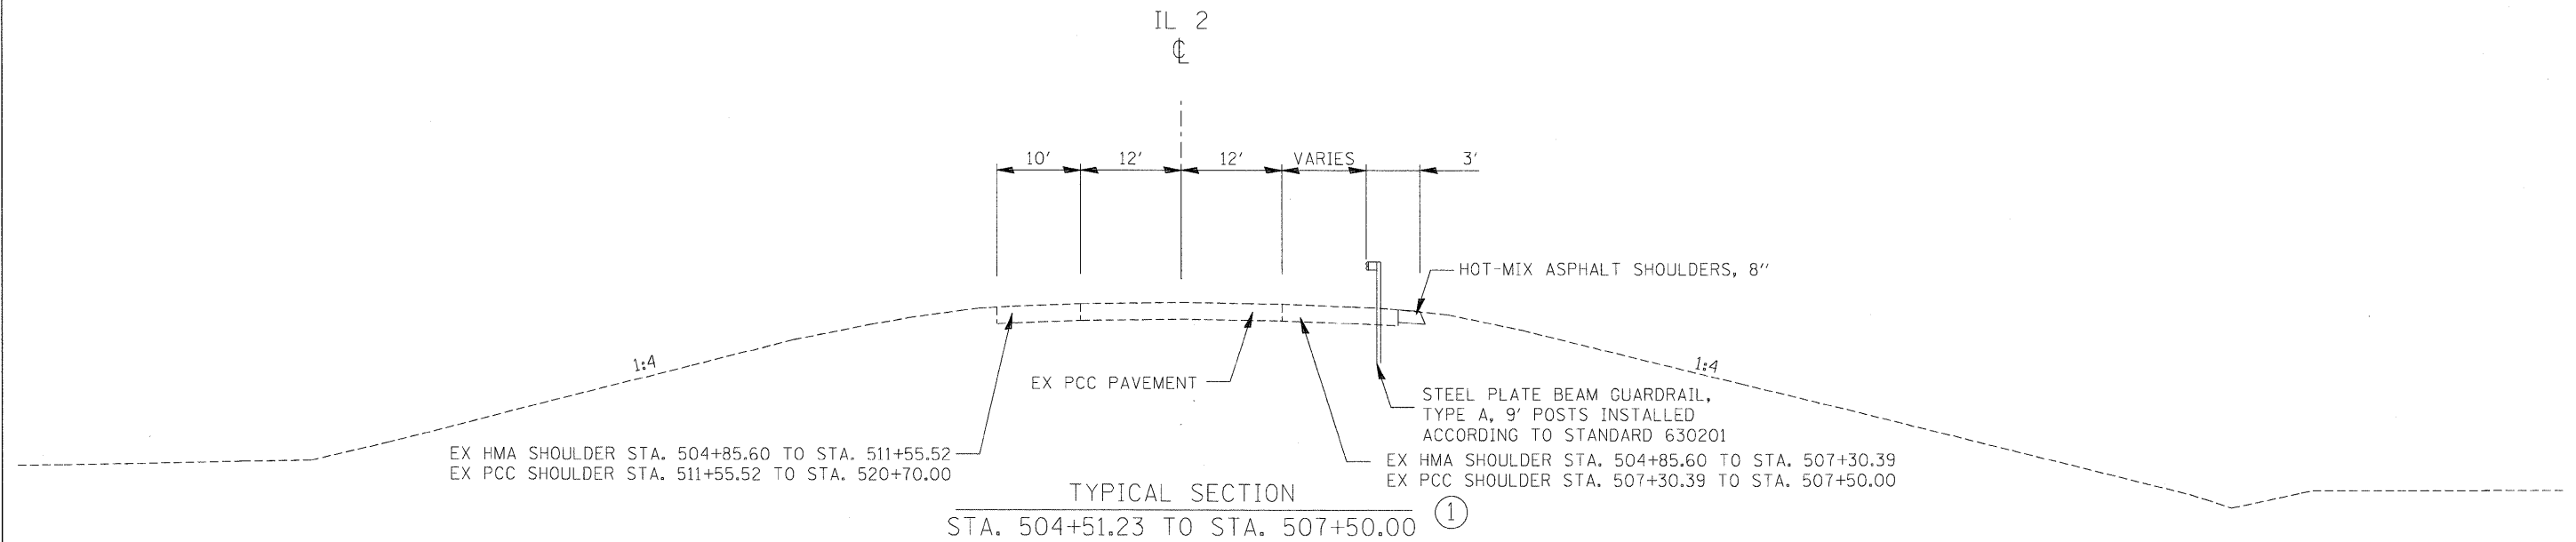 IL 2
℄
10' 12' 12' VARIES 3'
HOT-MIX ASPHALT SHOULDERS, 8''
1:4
1:4
EX PCC PAVEMENT
STEEL PLATE BEAM GUARDRAIL,
TYPE A, 9' POSTS INSTALLED
ACCORDING TO STANDARD 630201
EX HMA SHOULDER STA. 504+85.60 TO STA. 511+55.52
EX PCC SHOULDER STA. 511+55.52 TO STA. 520+70.00
EX HMA SHOULDER STA. 504+85.60 TO STA. 507+30.39
EX PCC SHOULDER STA. 507+30.39 TO STA. 507+50.00
TYPICAL SECTION
STA. 504+51.23 TO STA. 507+50.00 1